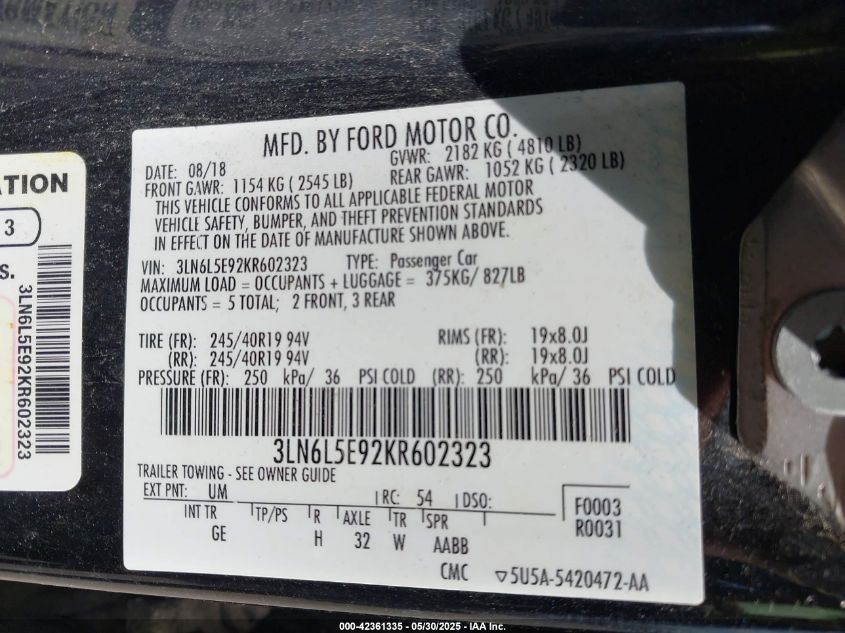 MFD. BY FORD MOTOR CO.
DATE: 08/18 GVWR: 2182 KG ( 4810 LB)
FRONT GAWR: 1154 KG ( 2545 LB) REAR GAWR: 1052 KG ( 2320 LB)
THIS VEHICLE CONFORMS TO ALL APPLICABLE FEDERAL MOTOR
VEHICLE SAFETY, BUMPER, AND THEFT PREVENTION STANDARDS
IN EFFECT ON THE DATE OF MANUFACTURE SHOWN ABOVE.
VIN: 3LN6L5E92KR602323 TYPE: Passenger Car
MAXIMUM LOAD = OCCUPANTS + LUGGAGE = 375KG/ 827LB
OCCUPANTS = 5 TOTAL; 2 FRONT, 3 REAR
TIRE (FR): 245/40R19 94V RIMS (FR): 19x8.0J
(RR): 245/40R19 94V (RR): 19x8.0J
PRESSURE (FR): 250 kPa/ 36 PSI COLD (RR): 250 kPa/ 36 PSI COLD
3LN6L5E92KR602323
TRAILER TOWING - SEE OWNER GUIDE
EXT PNT: UM RC: 54 DSO:
F0003
R0031
INT TR TP/PS R AXLE TR SPR
GE H 32 W AABB
CMC ▽5U5A-5420472-AA
ATION
3
S.
3LN6L5E92KR602323
000-42361335 - 05/30/2025 - IAA Inc.